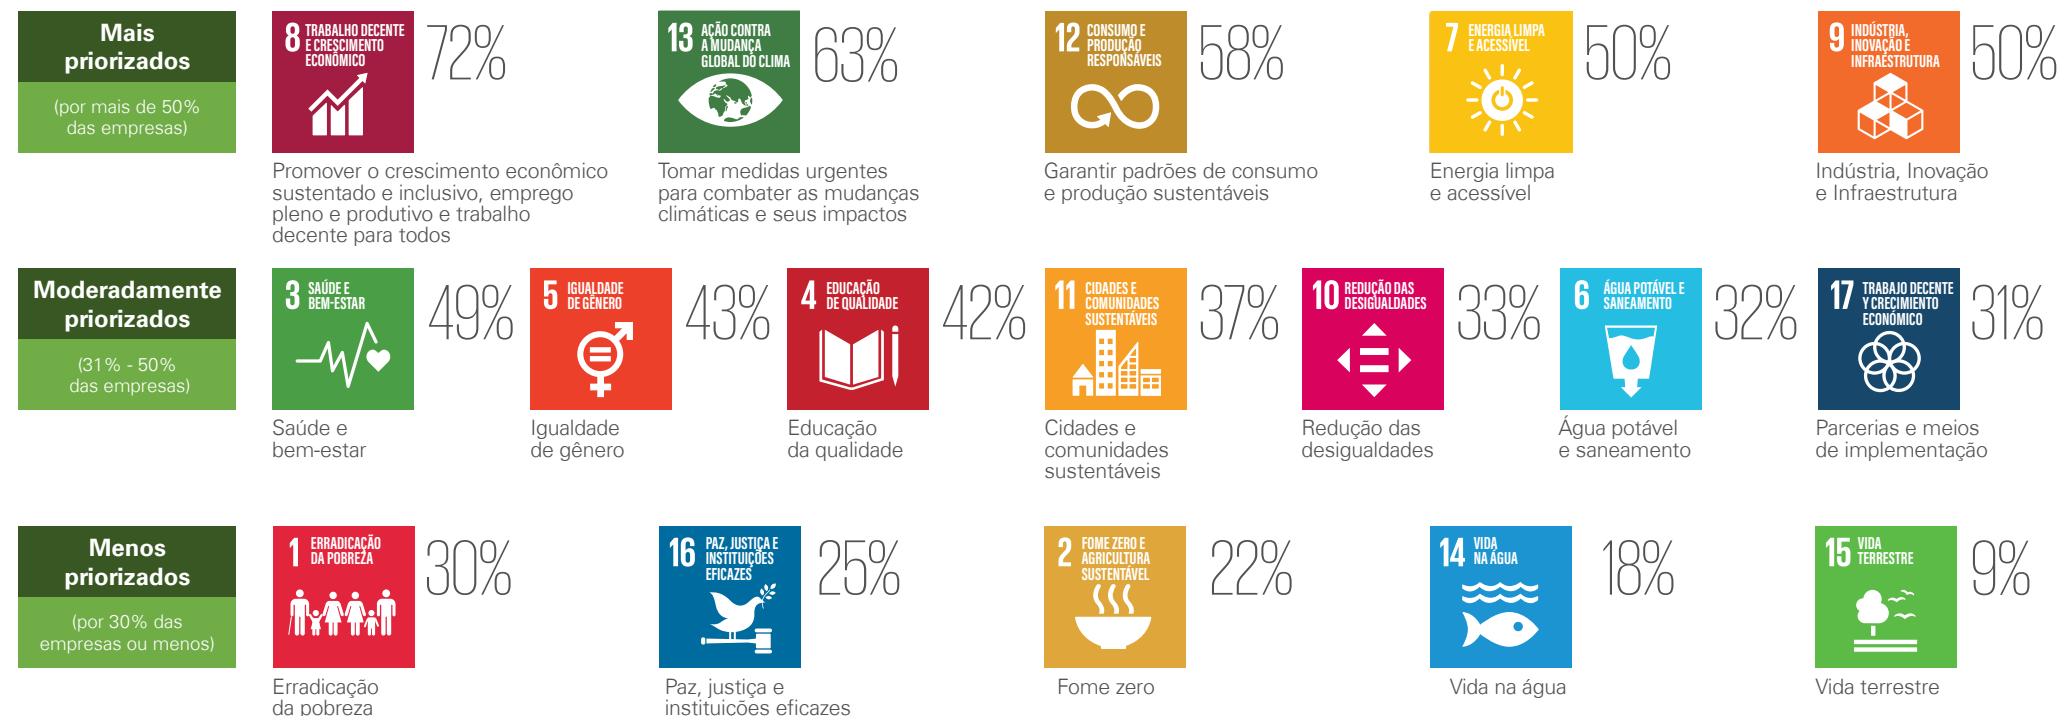 Mais
priorizados
(por mais de 50%
das empresas)
8 TRABALHO DECENTE
E CRESCIMENTO
ECONÔMICO
72%
Promover o crescimento econômico
sustentado e inclusivo, emprego
pleno e produtivo e trabalho
decente para todos
13 AÇÃO CONTRA
A MUDANÇA
GLOBAL DO CLIMA
63%
Tomar medidas urgentes
para combater as mudanças
climáticas e seus impactos
12 CONSUMO E
PRODUÇÃO
RESPONSÁVEIS
58%
Garantir padrões de consumo
e produção sustentáveis
7 ENERGIA LIMPA
E ACESSÍVEL
50%
Energia limpa
e acessível
9 INDÚSTRIA,
INOVAÇÃO E
INFRAESTRUTURA
50%
Indústria, Inovação
e Infraestrutura
Moderadamente
priorizados
(31% - 50%
das empresas)
3 SAÚDE E
BEM-ESTAR
49%
Saúde e
bem-estar
5 IGUALDADE
DE GÊNERO
43%
Igualdade
de gênero
4 EDUCAÇÃO
DE QUALIDADE
42%
Educação
da qualidade
11 CIDADES E
COMUNIDADES
SUSTENTÁVEIS
37%
Cidades e
comunidades
sustentáveis
10 REDUÇÃO DAS
DESIGUALDADES
33%
Redução das
desigualdades
6 ÁGUA POTÁVEL E
SANEAMENTO
32%
Água potável
e saneamento
17 TRABAJO DECENTE
Y CRECIMIENTO
ECONÓMICO
31%
Parcerias e meios
de implementação
Menos
priorizados
(por 30% das
empresas ou menos)
1 ERRADICAÇÃO
DA POBREZA
30%
Erradicação
da pobreza
16 PAZ, JUSTIÇA E
INSTITUIÇÕES
EFICAZES
25%
Paz, justiça e
instituições eficazes
2 FOME ZERO E
AGRICULTURA
SUSTENTÁVEL
22%
Fome zero
14 VIDA
NA ÁGUA
18%
Vida na água
15 VIDA
TERRESTRE
9%
Vida terrestre